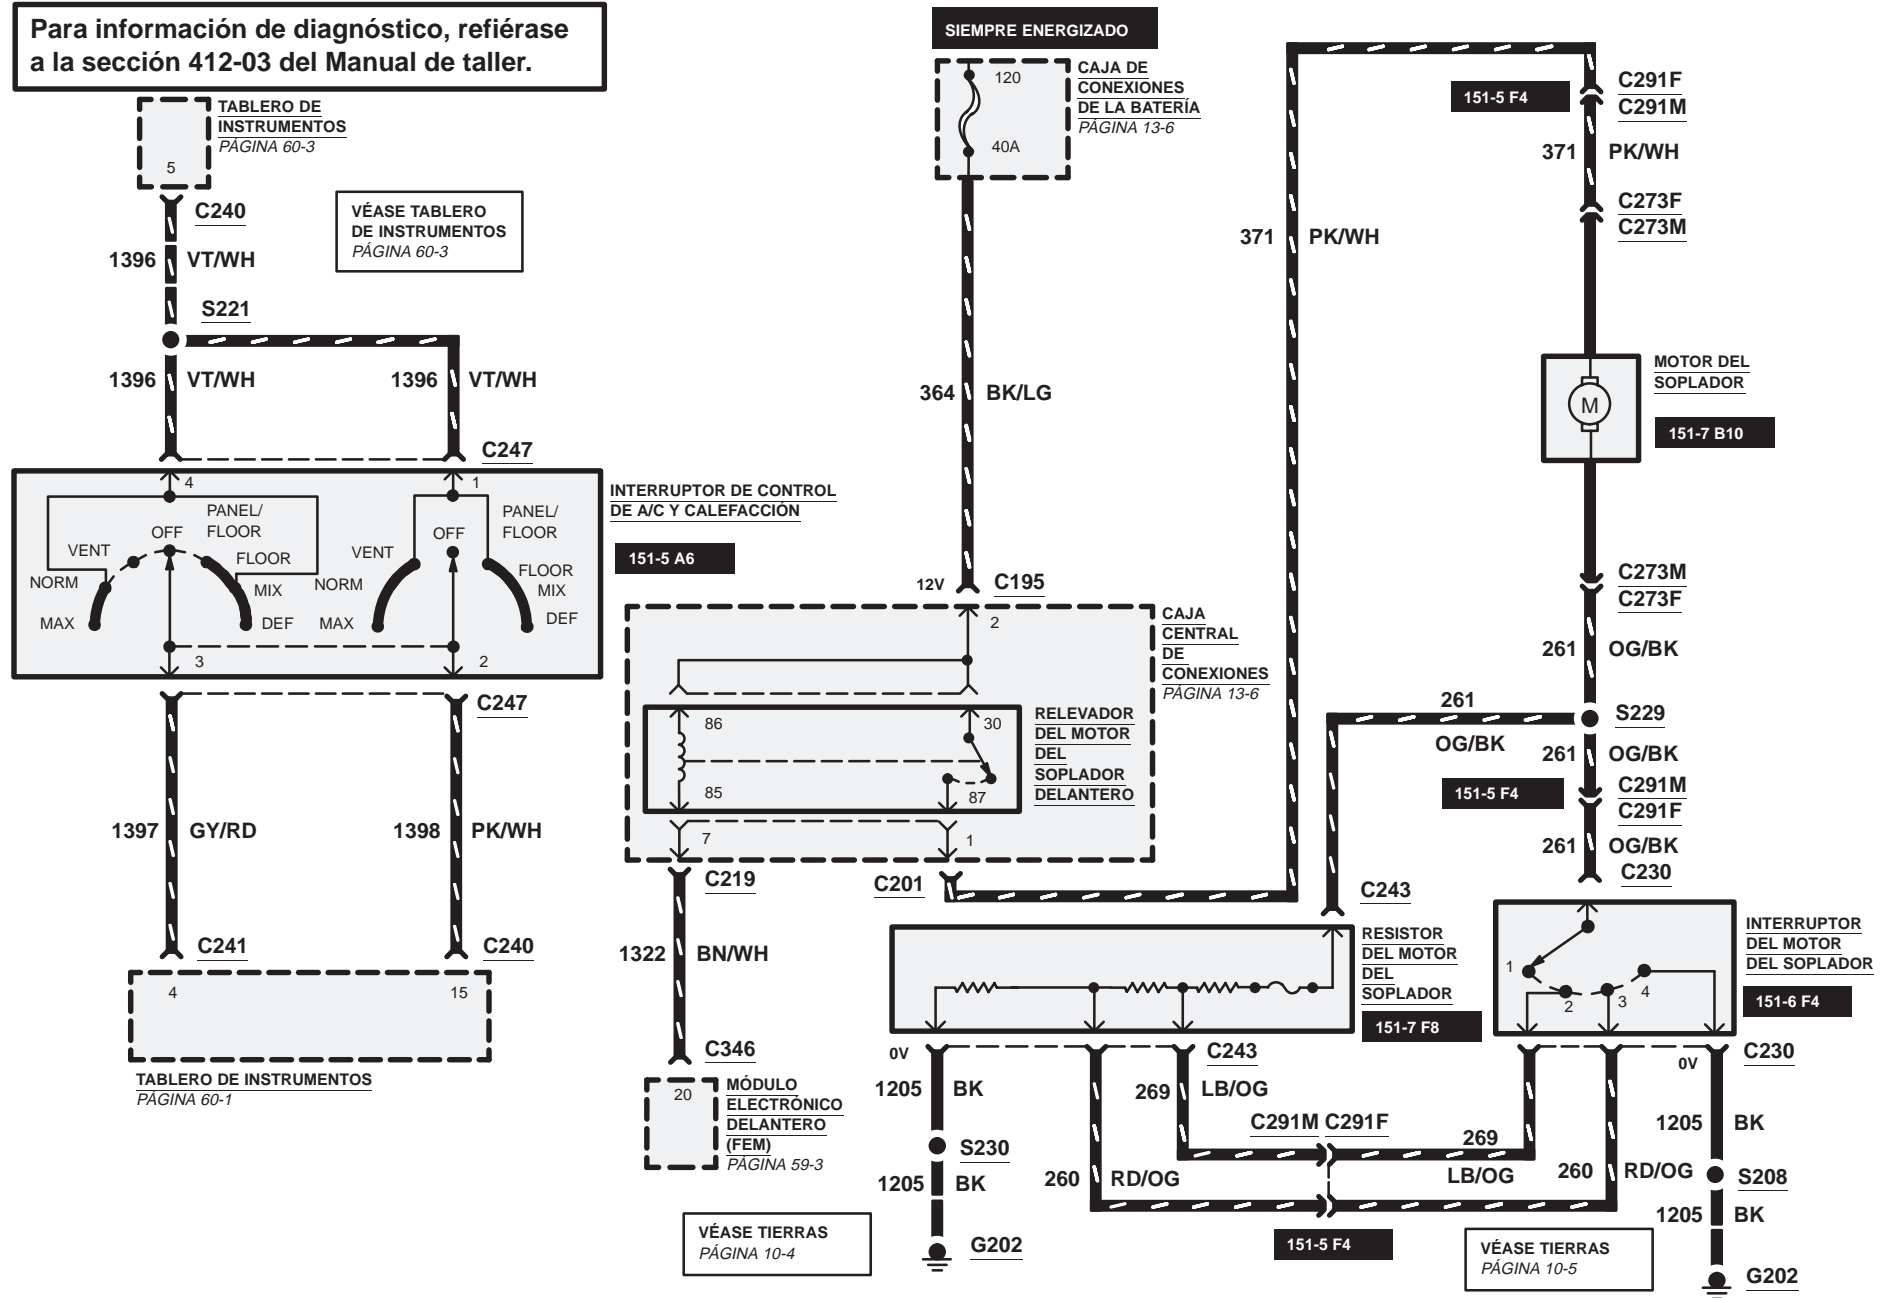 Para información de diagnóstico, refiérase
a la sección 412-03 del Manual de taller.
TABLERO DE
INSTRUMENTOS
PÁGINA 60-3
5
C240
VÉASE TABLERO
DE INSTRUMENTOS
PÁGINA 60-3
1396 VT/WH
S221
1396 VT/WH
1396 VT/WH
C247
4
1
PANEL/
FLOOR
OFF
VENT
FLOOR
NORM
MIX
MAX
DEF
PANEL/
FLOOR
OFF
VENT
FLOOR
NORM
MIX
MAX
DEF
3
2
INTERRUPTOR DE CONTROL
DE A/C Y CALEFACCIÓN
151-5 A6
C247
1397 GY/RD
1398 PK/WH
C241
C240
4
15
TABLERO DE INSTRUMENTOS
PÁGINA 60-1
SIEMPRE ENERGIZADO
120
40A
CAJA DE
CONEXIONES
DE LA BATERÍA
PÁGINA 13-6
364 BK/LG
12V
C195
2
CAJA
CENTRAL
DE
CONEXIONES
PÁGINA 13-6
86
30
85
87
RELEVADOR
DEL MOTOR
DEL
SOPLADOR
DELANTERO
7
1
C219
C201
1322 BN/WH
C346
20
MÓDULO
ELECTRÓNICO
DELANTERO
(FEM)
PÁGINA 59-3
371 PK/WH
151-5 F4
C291F
C291M
371 PK/WH
C273F
C273M
M
MOTOR DEL
SOPLADOR
151-7 B10
C273M
C273F
261 OG/BK
261
OG/BK
S229
261 OG/BK
151-5 F4
C291M
C291F
261 OG/BK
C230
C243
RESISTOR
DEL MOTOR
DEL
SOPLADOR
151-7 F8
1
2
3
4
INTERRUPTOR
DEL MOTOR
DEL SOPLADOR
151-6 F4
0V
C243
0V
C230
1205 BK
269 LB/OG
C291M C291F
269
LB/OG
1205 BK
S230
260 RD/OG
260 RD/OG
S208
1205 BK
1205 BK
VÉASE TIERRAS
PÁGINA 10-4
G202
151-5 F4
VÉASE TIERRAS
PÁGINA 10-5
G202